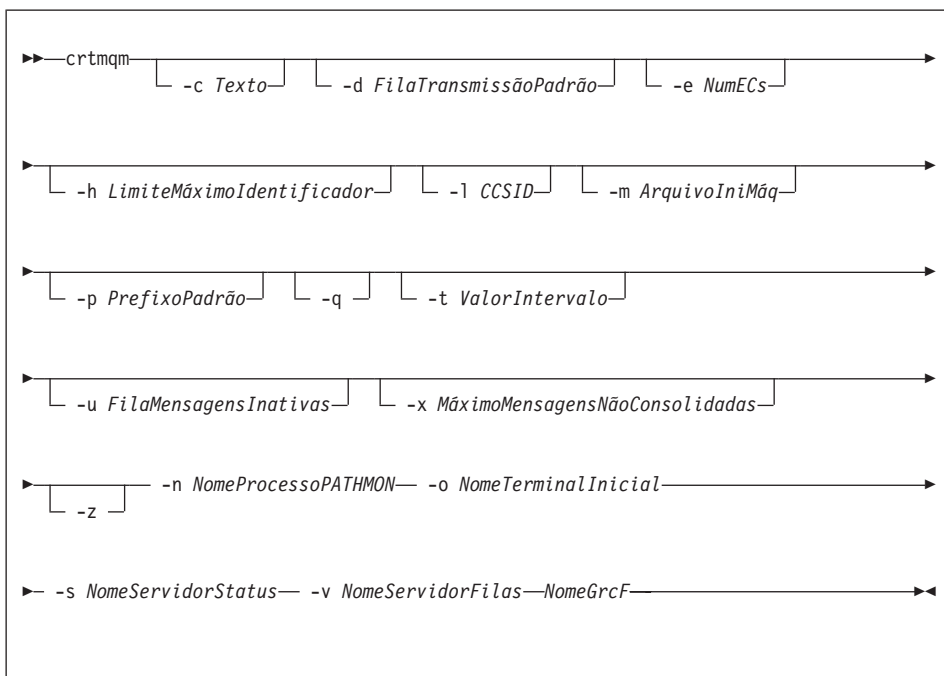 crtmqm
-c Texto -d FilaTransmissãoPadrão -e NumECs
-h LimiteMáximoIdentificador -l CCSID -m ArquivoIniMáq
-p PrefixoPadrão -q -t ValorIntervalo
-u FilaMensagensInativas -x MáximoMensagensNãoConsolidadas
-n NomeProcessoPATHMON -o NomeTerminalInicial
-z
-s NomeServidorStatus -v NomeServidorFilas NomeGrcF